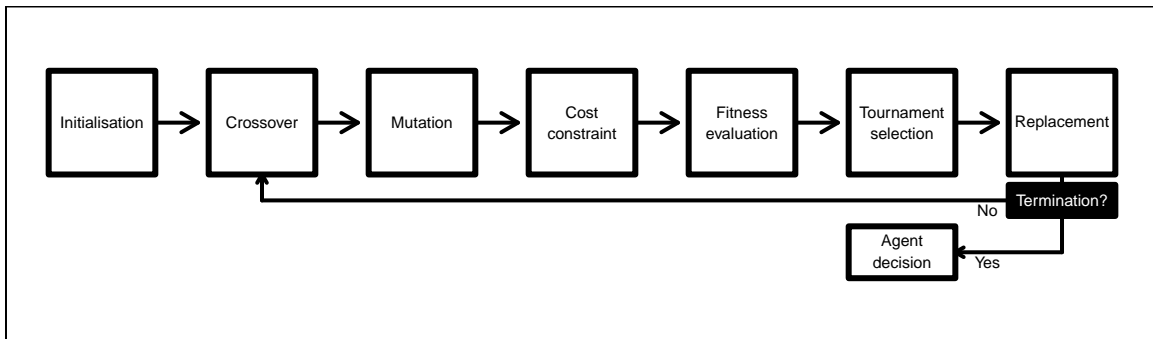 Initialisation
Crossover
Mutation
Cost
constraint
Fitness
evaluation
Tournament
selection
Replacement
Termination?
No
Agent
decision
Yes